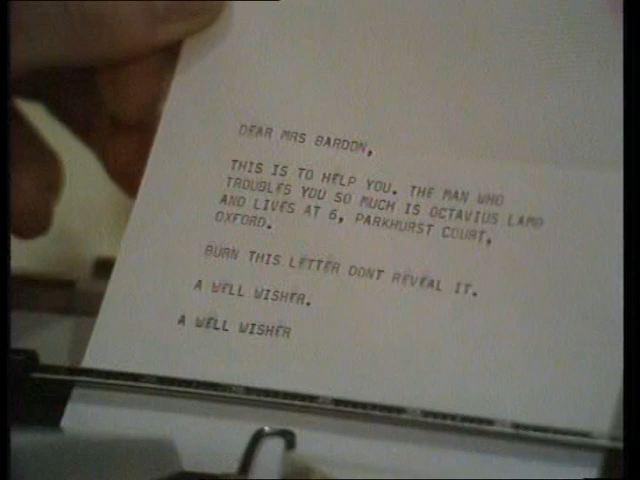 DEAR MRS BARDON,
THIS IS TO HELP YOU. THE MAN WHO
TROUBLES YOU SO MUCH IS OCTAVIUS LAMB
AND LIVES AT 6, PARKHURST COURT,
OXFORD.
BURN THIS LETTER DONT REVEAL IT.
A WELL WISHER.
A WELL WISHER